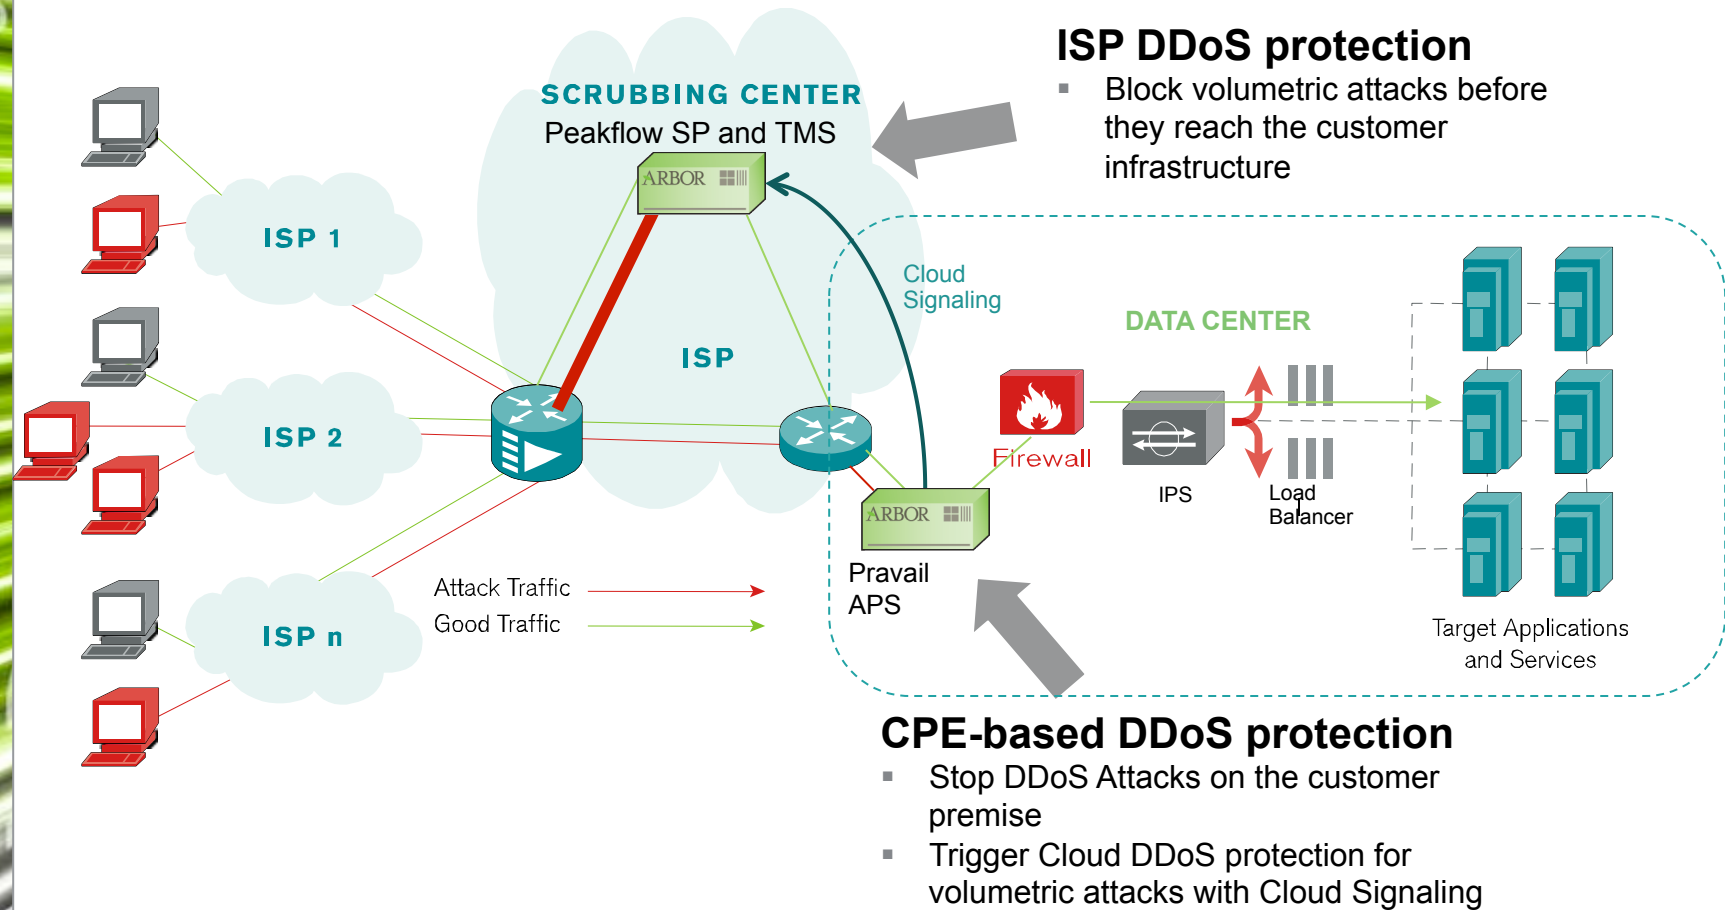 ISP DDoS protection
▪ Block volumetric attacks before
they reach the customer
infrastructure
SCRUBBING CENTER
Peakflow SP and TMS
ARBOR
ISP 1
Cloud
Signaling
DATA CENTER
ISP
ISP 2
Firewall
IPS
Load
Balancer
ARBOR
Pravail
APS
Attack Traffic
Good Traffic
ISP n
Target Applications
and Services
CPE-based DDoS protection
▪ Stop DDoS Attacks on the customer
premise
▪ Trigger Cloud DDoS protection for
volumetric attacks with Cloud Signaling